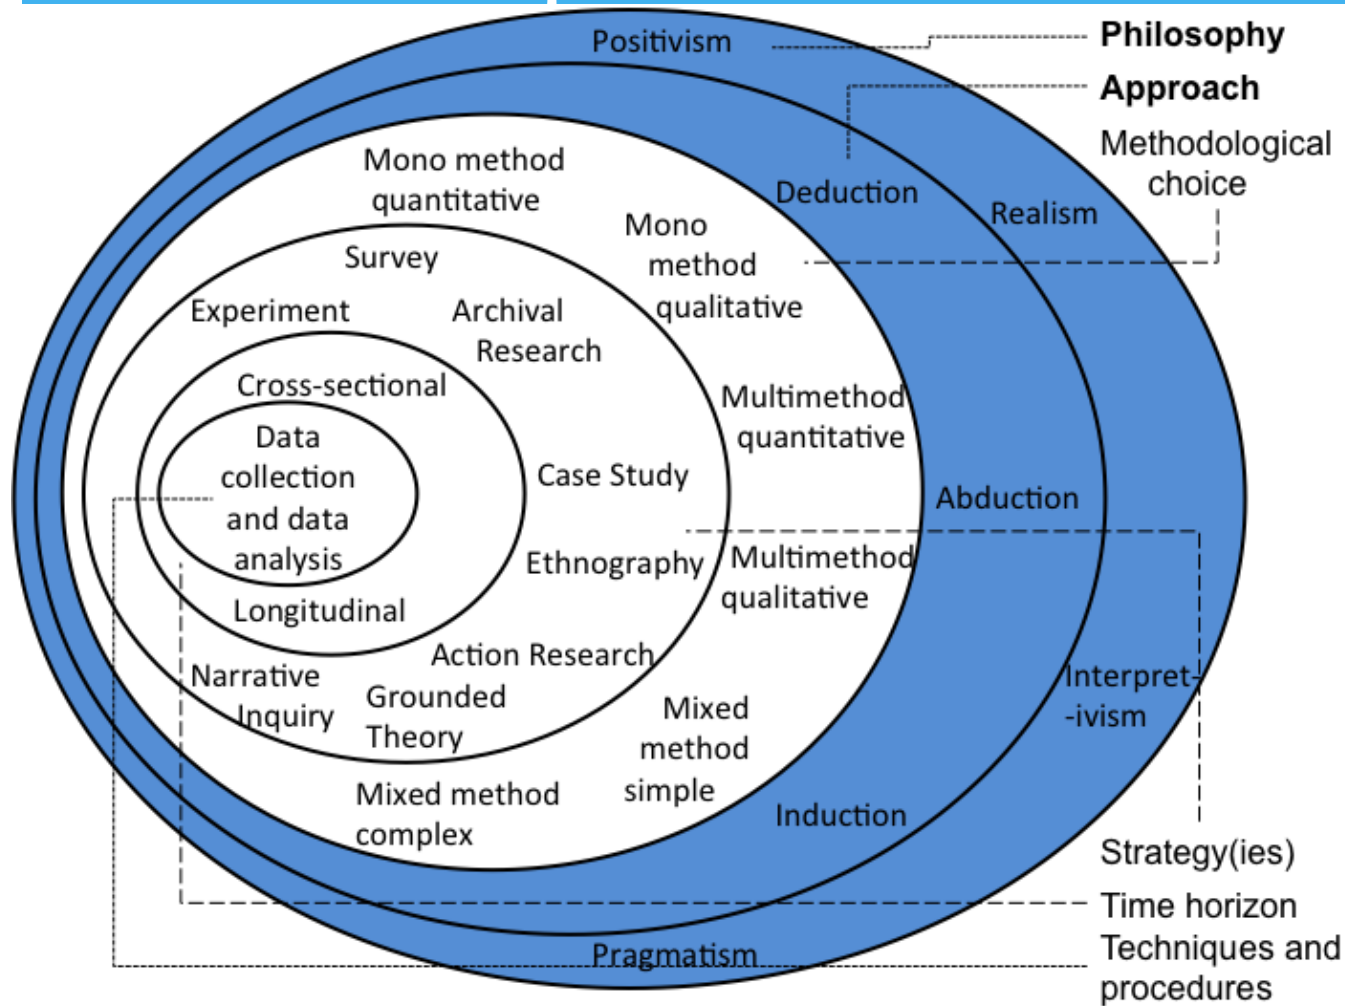 Positivism
Philosophy
Approach
Methodological
choice
Mono method
quantitative
Deduction
Realism
Mono
method
qualitative
Survey
Experiment
Archival
Research
Cross-sectional
Multimethod
quantitative
Data
collection
and data
analysis
Case Study
Abduction
Ethnography
Multimethod
qualitative
Longitudinal
Action Research
Narrative
Inquiry
Grounded
Theory
Interpret-
-ivism
Mixed
method
simple
Mixed method
complex
Induction
Strategy(ies)
Time horizon
Pragmatism
Techniques and
procedures